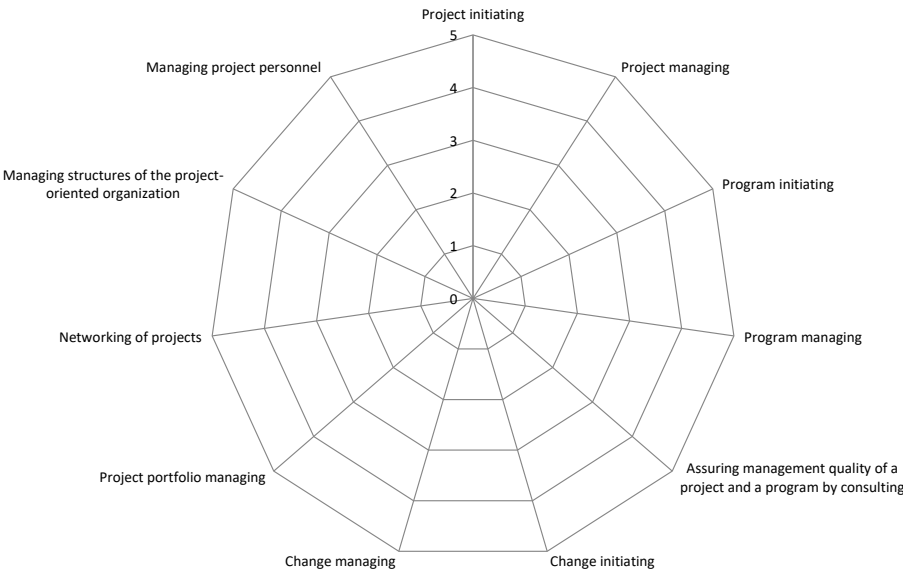 Project initiating
5
Managing project personnel
Project managing
4
3
Managing structures of the project-
oriented organization
Program initiating
2
1
0
Networking of projects
Program managing
Project portfolio managing
Assuring management quality of a
project and a program by consulting
Change managing
Change initiating